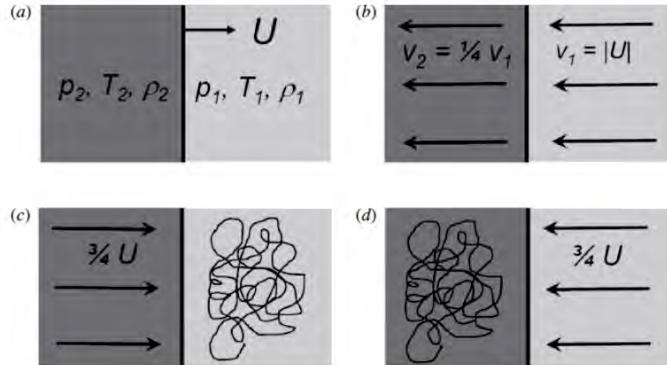 (a)
U
p₂, T₂, ρ₂
p₁, T₁, ρ₁
(b)
v₂ = ¼ v₁
v₁ = |U|
(c)
¾ U
(d)
¾ U